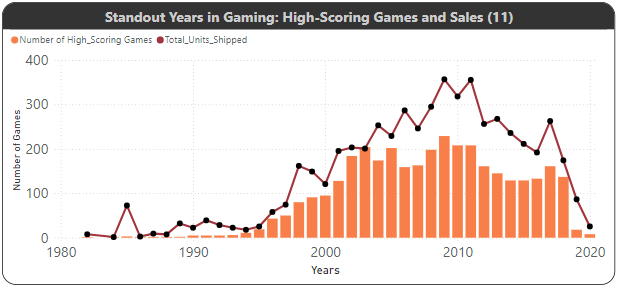 Standout Years in Gaming: High-Scoring Games and Sales (11)
Number of High_Scoring Games Total_Units_Shipped
400
300
200
100
0
Number of Games
1980 1990 2000 2010 2020
Years